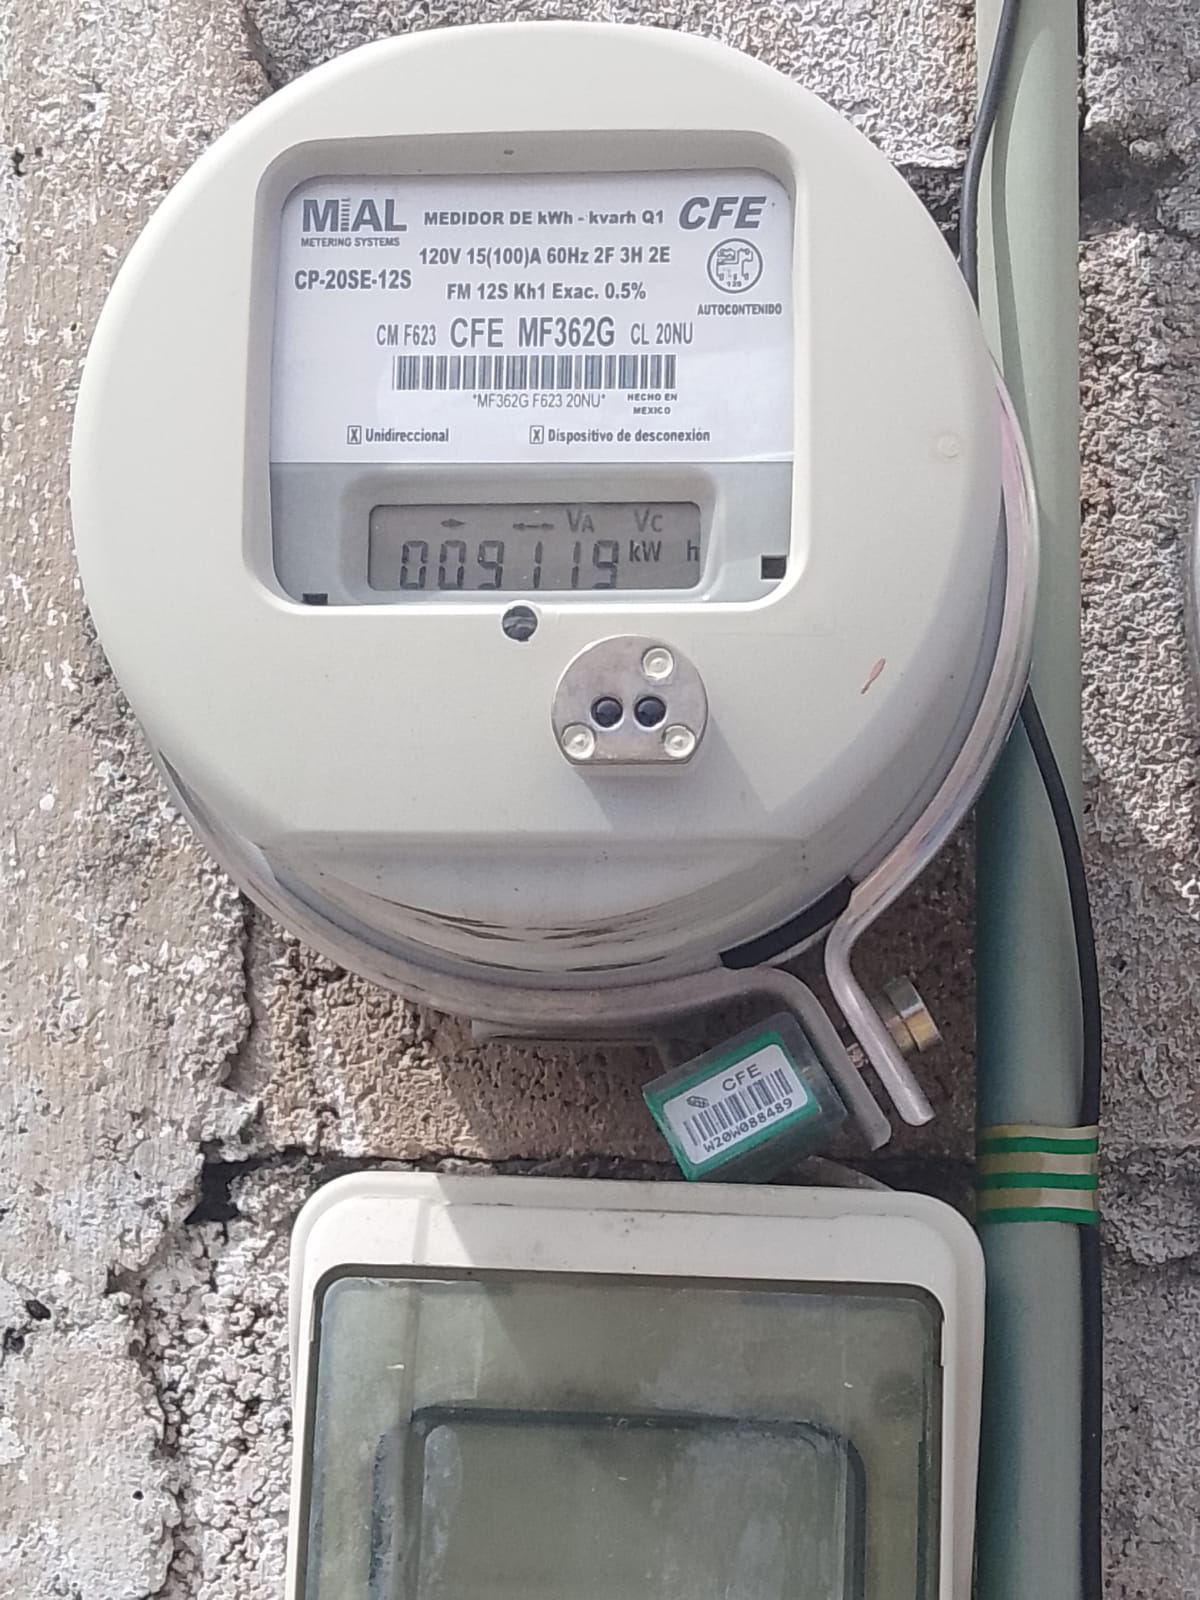 MIAL
METERING SYSTEMS
MEDIDOR DE kWh - kvarh Q1
CFE
120V 15(100)A 60Hz 2F 3H 2E
CP-20SE-12S
FM 12S Kh1 Exac. 0.5%
AUTOCONTENIDO
CM F623 CFE MF362G CL 20NU
*MF362G F623 20NU*
HECHO EN
MEXICO
X Unidireccional
X Dispositivo de desconexión
VA VC
009119 kW h
CFE
W20W088489